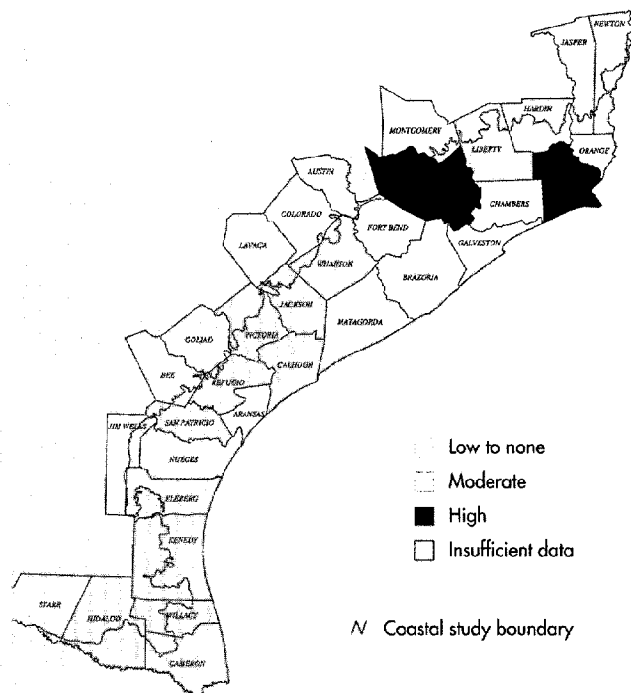 NEWTON
JASPER
HARDIN
MONTGOMERY
LIBERTY
ORANGE
AUSTIN
CHAMBERS
COLORADO
FORT BEND
GALVESTON
LAVACA
WHARTON
BRAZORIA
JACKSON
MATAGORDA
VICTORIA
GOLIAD
CALHOUN
BEE
REFUGIO
ARANSAS
JIM WELLS
SAN PATRICIO
NUECES
KLEBERG
KENEDY
STARR
HIDALGO
WILLACY
CAMERON
Low to none
Moderate
High
Insufficient data
N Coastal study boundary